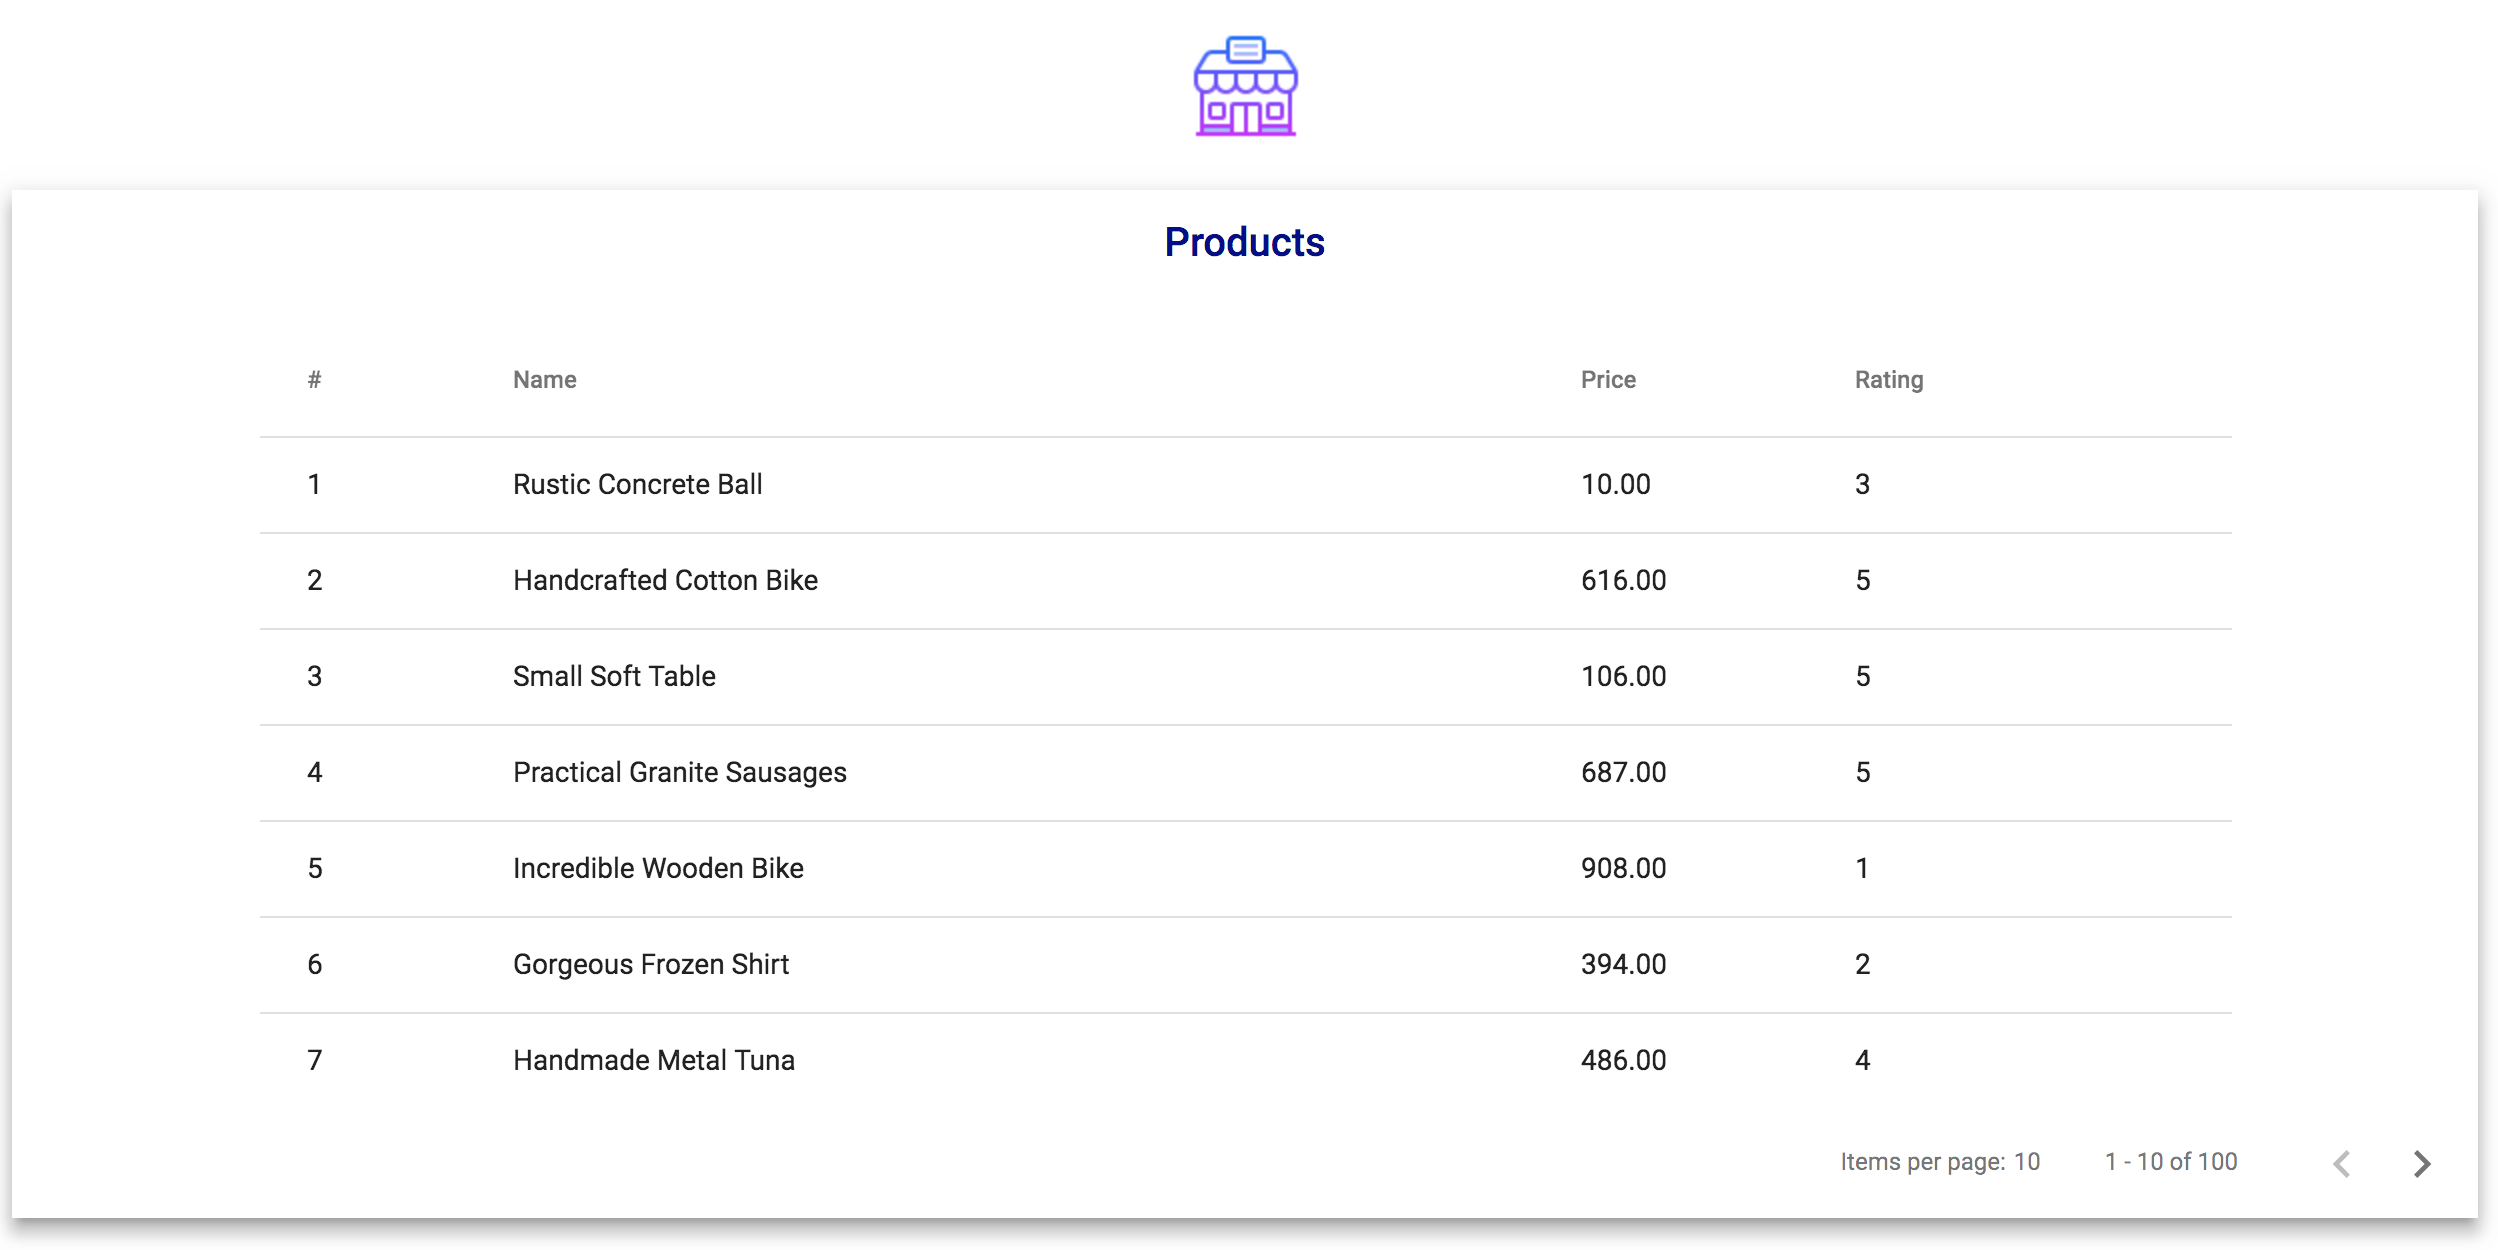 Products
# Name Price Rating
1 Rustic Concrete Ball 10.00 3
2 Handcrafted Cotton Bike 616.00 5
3 Small Soft Table 106.00 5
4 Practical Granite Sausages 687.00 5
5 Incredible Wooden Bike 908.00 1
6 Gorgeous Frozen Shirt 394.00 2
7 Handmade Metal Tuna 486.00 4
Items per page: 10 1 - 10 of 100